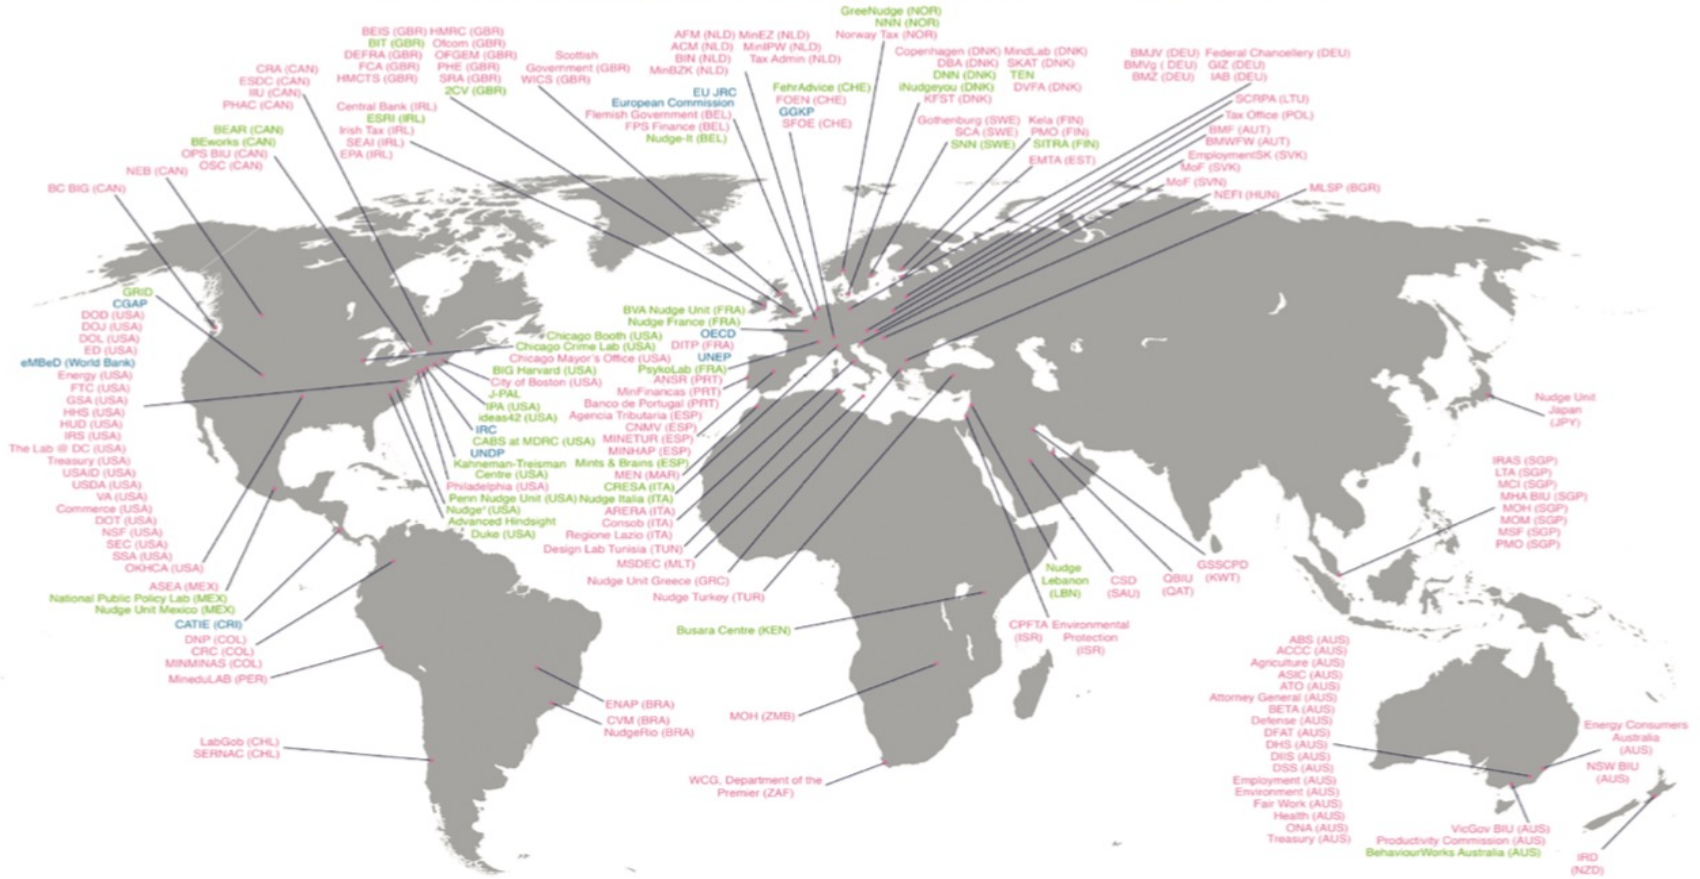 GreeNudge (NOR)
NNN (NOR)
Norway Tax (NOR)
BEIS (GBR) HMRC (GBR)
BIT (GBR) Ofcom (GBR)
DEFRA (GBR) OFGEM (GBR)
FCA (GBR) PHE (GBR)
HMCTS (GBR) SRA (GBR)
2CV (GBR)
Scottish
Government (GBR)
WICS (GBR)
AFM (NLD) MinEZ (NLD)
ACM (NLD) MinIPW (NLD)
BIN (NLD) Tax Admin (NLD)
MinBZK (NLD)
Copenhagen (DNK) MindLab (DNK)
DBA (DNK) SKAT (DNK)
DNN (DNK) TEN
iNudgeyou (DNK) DVFA (DNK)
KFST (DNK)
BMJV (DEU) Federal Chancellery (DEU)
BMVg ( DEU) GIZ (DEU)
BMZ ( DEU) IAB (DEU)
CRA (CAN)
ESDC (CAN)
IIU (CAN)
PHAC (CAN)
EU JRC
European Commission
Flemish Government (BEL)
FPS Finance (BEL)
Nudge-It (BEL)
FehrAdvice (CHE)
FOEN (CHE)
GGKP
SFOE (CHE)
Central Bank (IRL)
ESRI (IRL)
Irish Tax (IRL)
SEAI (IRL)
EPA (IRL)
Gothenburg (SWE) Kela (FIN)
SCA (SWE) PMO (FIN)
SNN (SWE) SITRA (FIN)
EMTA (EST)
SCRPA (LTU)
Tax Office (POL)
BMF (AUT)
BMWFW (AUT)
EmploymentSK (SVK)
MoF (SVK)
MoF (SVN)
NEFI (HUN)
MLSP (BGR)
BEAR (CAN)
BEworks (CAN)
OPS BIU (CAN)
OSC (CAN)
NEB (CAN)
BC BIG (CAN)
GRID
CGAP
DOD (USA)
DOJ (USA)
DOL (USA)
ED (USA)
eMBeD (World Bank)
Energy (USA)
FTC (USA)
GSA (USA)
HHS (USA)
HUD (USA)
IRS (USA)
The Lab @ DC (USA)
Treasury (USA)
USAID (USA)
USDA (USA)
VA (USA)
Commerce (USA)
DOT (USA)
NSF (USA)
SEC (USA)
SSA (USA)
OKHCA (USA)
ASEA (MEX)
National Public Policy Lab (MEX)
Nudge Unit Mexico (MEX)
CATIE (CRI)
DNP (COL)
CRC (COL)
MINMINAS (COL)
MineduLAB (PER)
LabGob (CHL)
SERNAC (CHL)
Chicago Booth (USA)
Chicago Crime Lab (USA)
Chicago Mayor's Office (USA)
BIG Harvard (USA)
City of Boston (USA)
J-PAL
IPA (USA)
ideas42 (USA)
IRC
CABS at MDRC (USA)
UNDP
Kahneman-Treisman
Centre (USA)
Philadelphia (USA)
Penn Nudge Unit (USA)
Nudge* (USA)
Advanced Hindsight
Duke (USA)
BVA Nudge Unit (FRA)
Nudge France (FRA)
OECD
DITP (FRA)
UNEP
PsykoLab (FRA)
ANSR (PRT)
MinFinancas (PRT)
Banco de Portugal (PRT)
Agencia Tributaria (ESP)
CNMV (ESP)
MINETUR (ESP)
MINHAP (ESP)
Mints & Brains (ESP)
MEN (MAR)
CRESA (ITA)
Nudge Italia (ITA)
ARERA (ITA)
Consob (ITA)
Regione Lazio (ITA)
Design Lab Tunisia (TUN)
MSDEC (MLT)
Nudge Unit Greece (GRC)
Nudge Turkey (TUR)
Busara Centre (KEN)
MOH (ZMB)
WCG, Department of the
Premier (ZAF)
ENAP (BRA)
CVM (BRA)
NudgeRio (BRA)
CPFTA
(ISR)
Environmental
Protection
(ISR)
Nudge
Lebanon
(LBN)
CSD
(SAU)
QBIU
(QAT)
GSSCPD
(KWT)
Nudge Unit
Japan
(JPY)
IRAS (SGP)
LTA (SGP)
MCI (SGP)
MHA BIU (SGP)
MOH (SGP)
MOM (SGP)
MSF (SGP)
PMO (SGP)
ABS (AUS)
ACCC (AUS)
Agriculture (AUS)
ASIC (AUS)
ATO (AUS)
Attorney General (AUS)
BETA (AUS)
Defense (AUS)
DFAT (AUS)
DHS (AUS)
DIIS (AUS)
DSS (AUS)
Employment (AUS)
Environment (AUS)
Fair Work (AUS)
Health (AUS)
ONA (AUS)
Treasury (AUS)
Energy Consumers
Australia
(AUS)
NSW BIU
(AUS)
VicGov BIU (AUS)
Productivity Commission (AUS)
BehaviourWorks Australia (AUS)
IRD
(NZD)